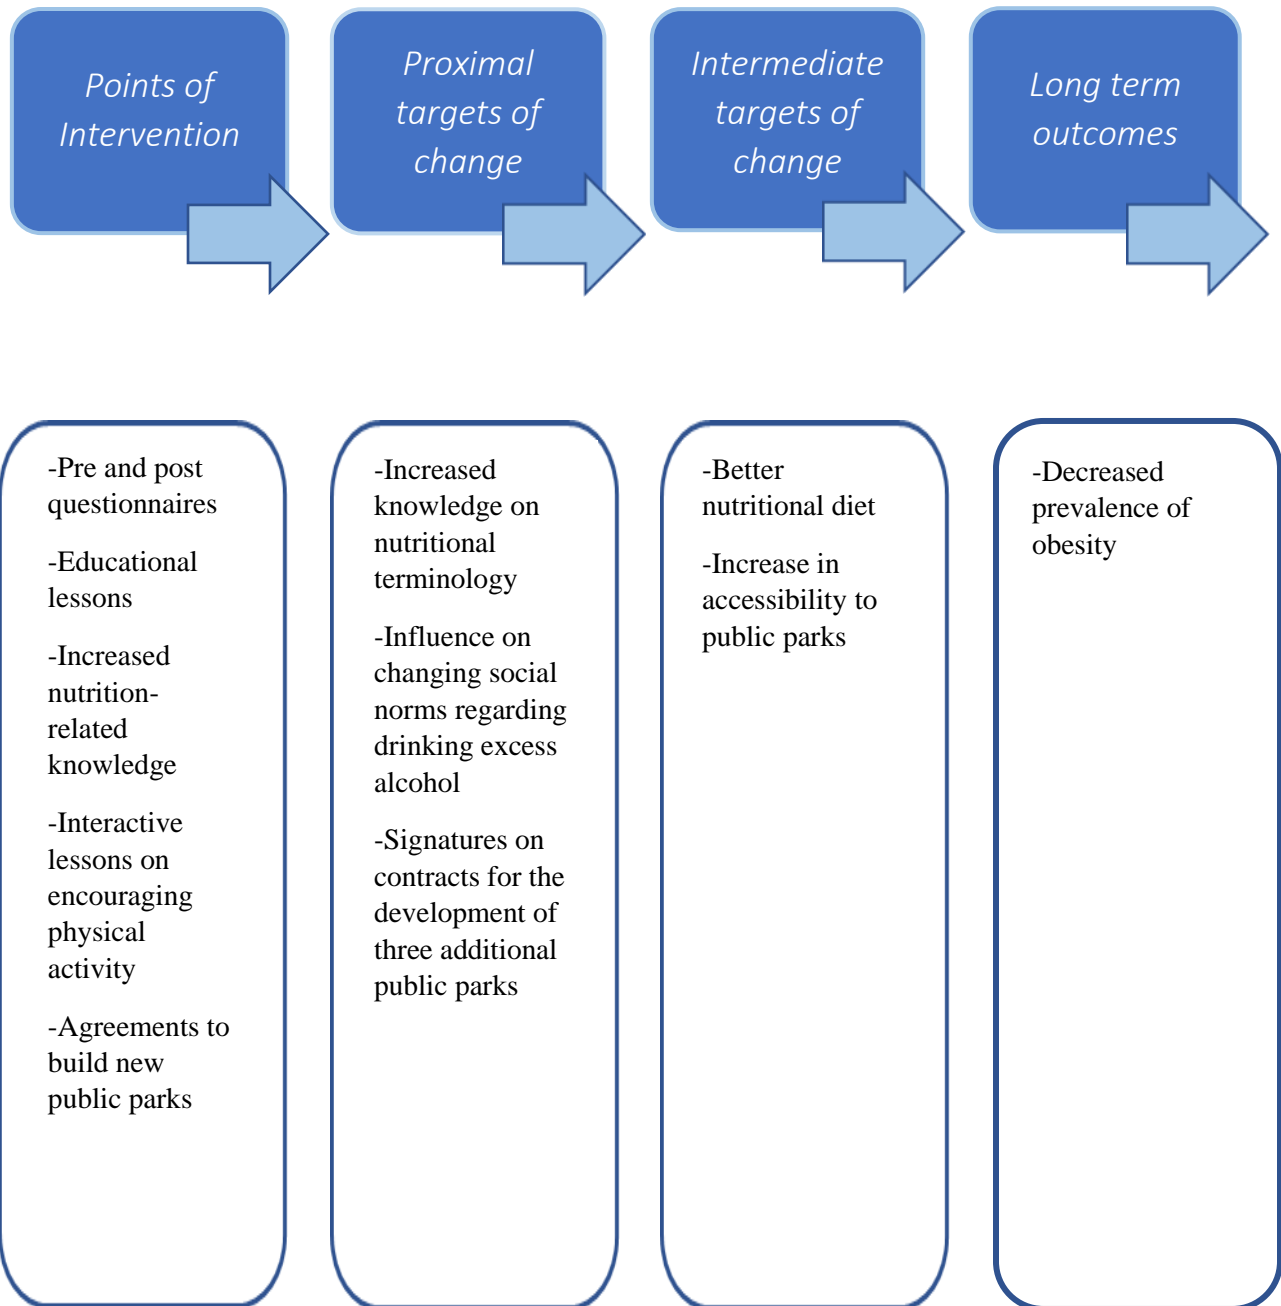 Points of
Intervention
Proximal
targets of
change
Intermediate
targets of
change
Long term
outcomes
-Pre and post
questionnaires
-Educational
lessons
-Increased
nutrition-
related
knowledge
-Interactive
lessons on
encouraging
physical
activity
-Agreements to
build new
public parks
-Increased
knowledge on
nutritional
terminology
-Influence on
changing social
norms regarding
drinking excess
alcohol
-Signatures on
contracts for the
development of
three additional
public parks
-Better
nutritional diet
-Increase in
accessibility to
public parks
-Decreased
prevalence of
obesity